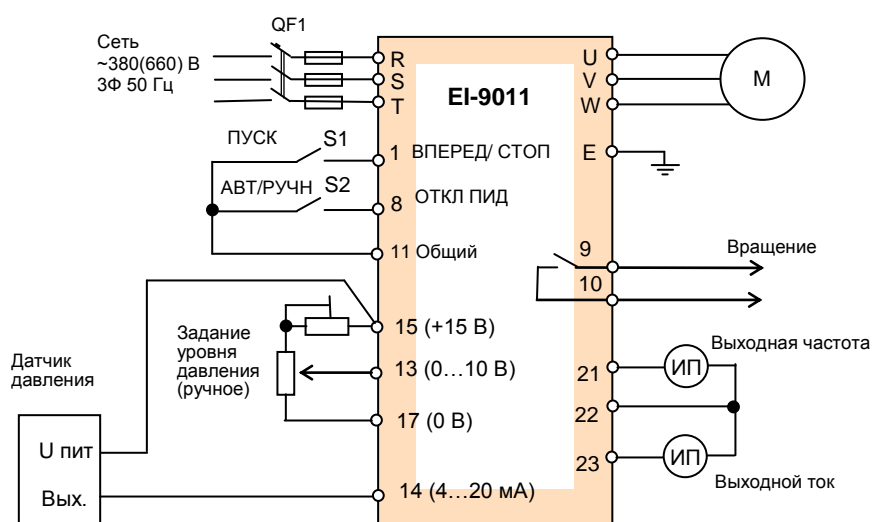 QF1
Сеть
~380(660) В
3Ф 50 Гц
R
S
T
EI-9011
U
V
W
М
ПУСК
S1
1 ВПЕРЕД/ СТОП
E
АВТ/РУЧН
S2
8 ОТКЛ ПИД
11 Общий
9
10
Вращение
15 (+15 В)
Задание
уровня
давления
(ручное)
13 (0...10 В)
17 (0 В)
21
22
23
ИП
ИП
Выходная частота
Выходной ток
Датчик
давления
U пит
Вых.
14 (4...20 мА)